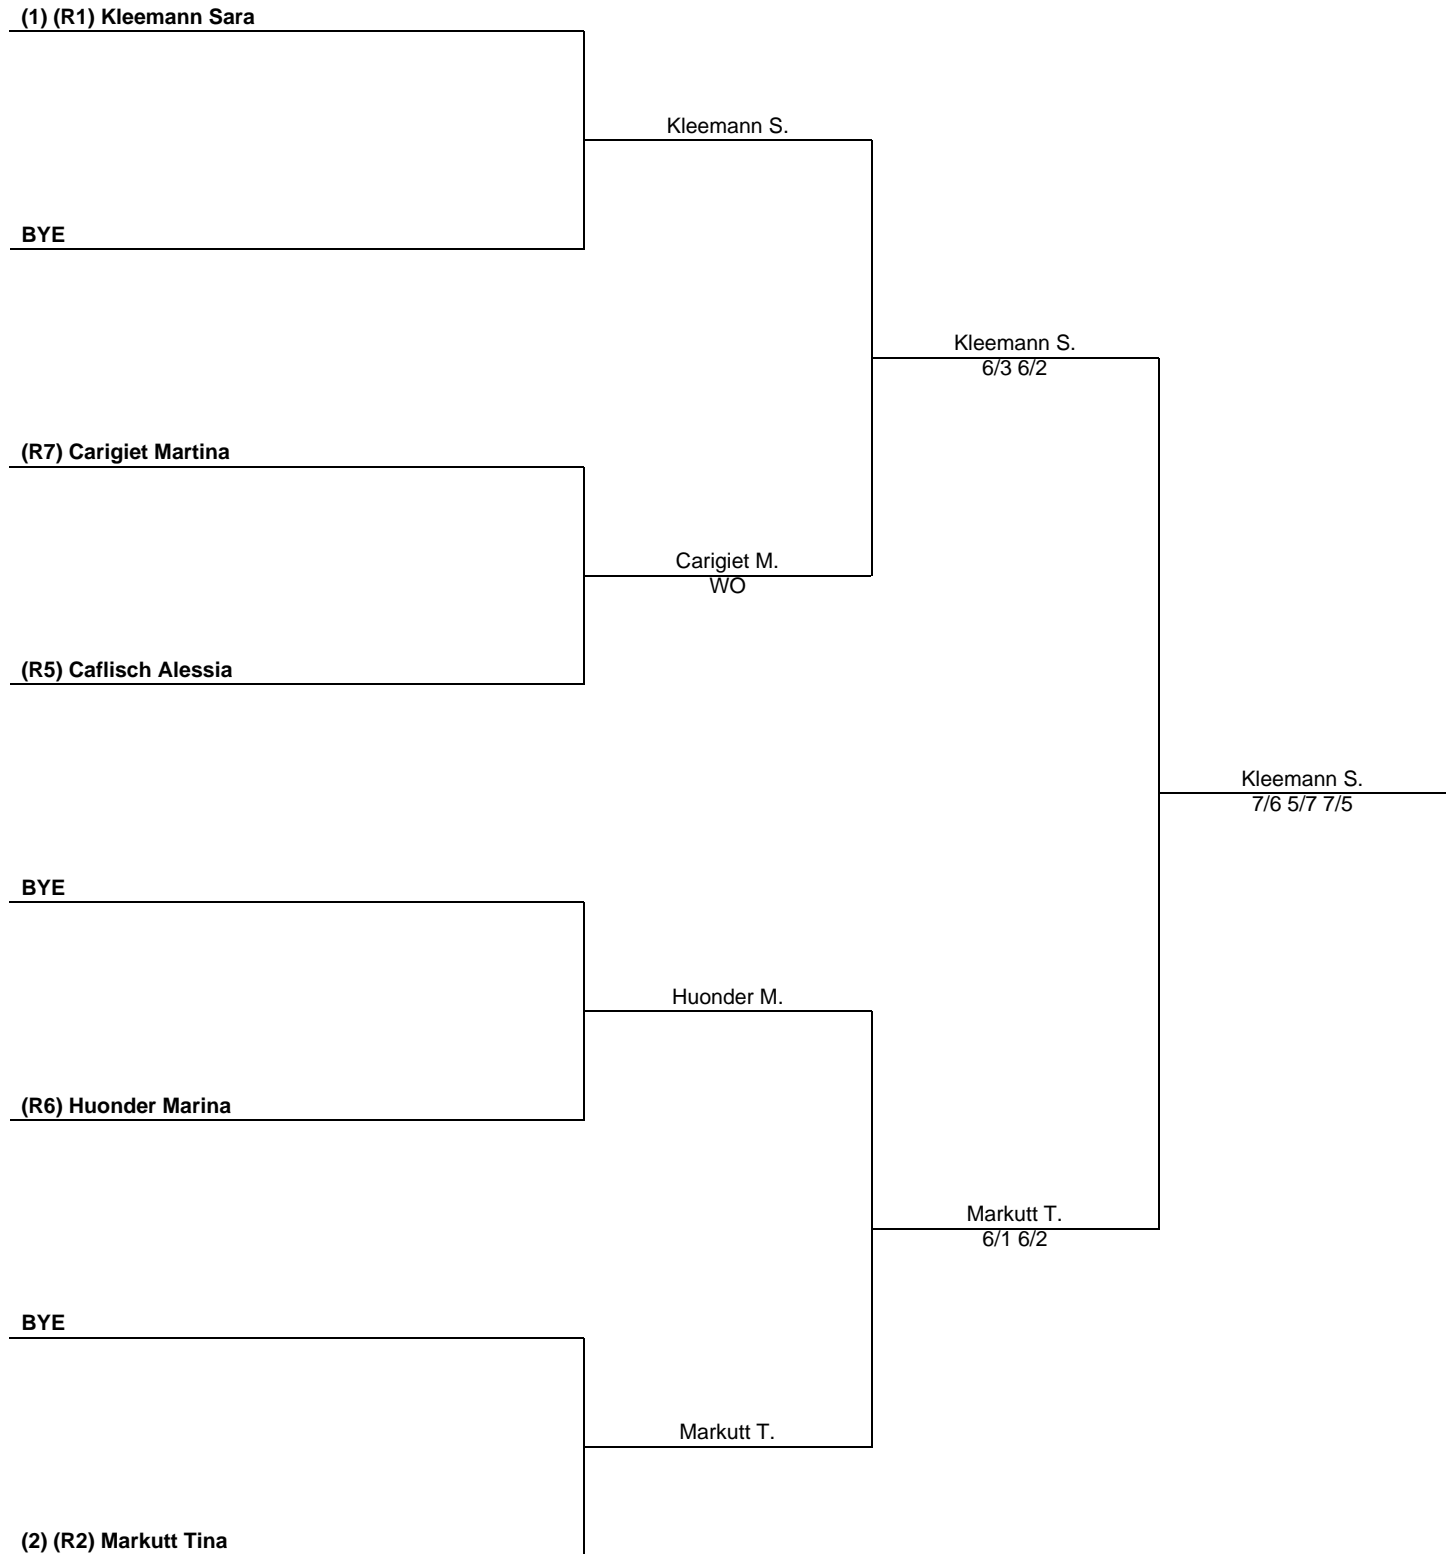 (1) (R1) Kleemann Sara
Kleemann S.
BYE
Kleemann S.
6/3 6/2
(R7) Carigiet Martina
Carigiet M.
WO
(R5) Caflisch Alessia
Kleemann S.
7/6 5/7 7/5
BYE
Huonder M.
(R6) Huonder Marina
Markutt T.
6/1 6/2
BYE
Markutt T.
(2) (R2) Markutt Tina